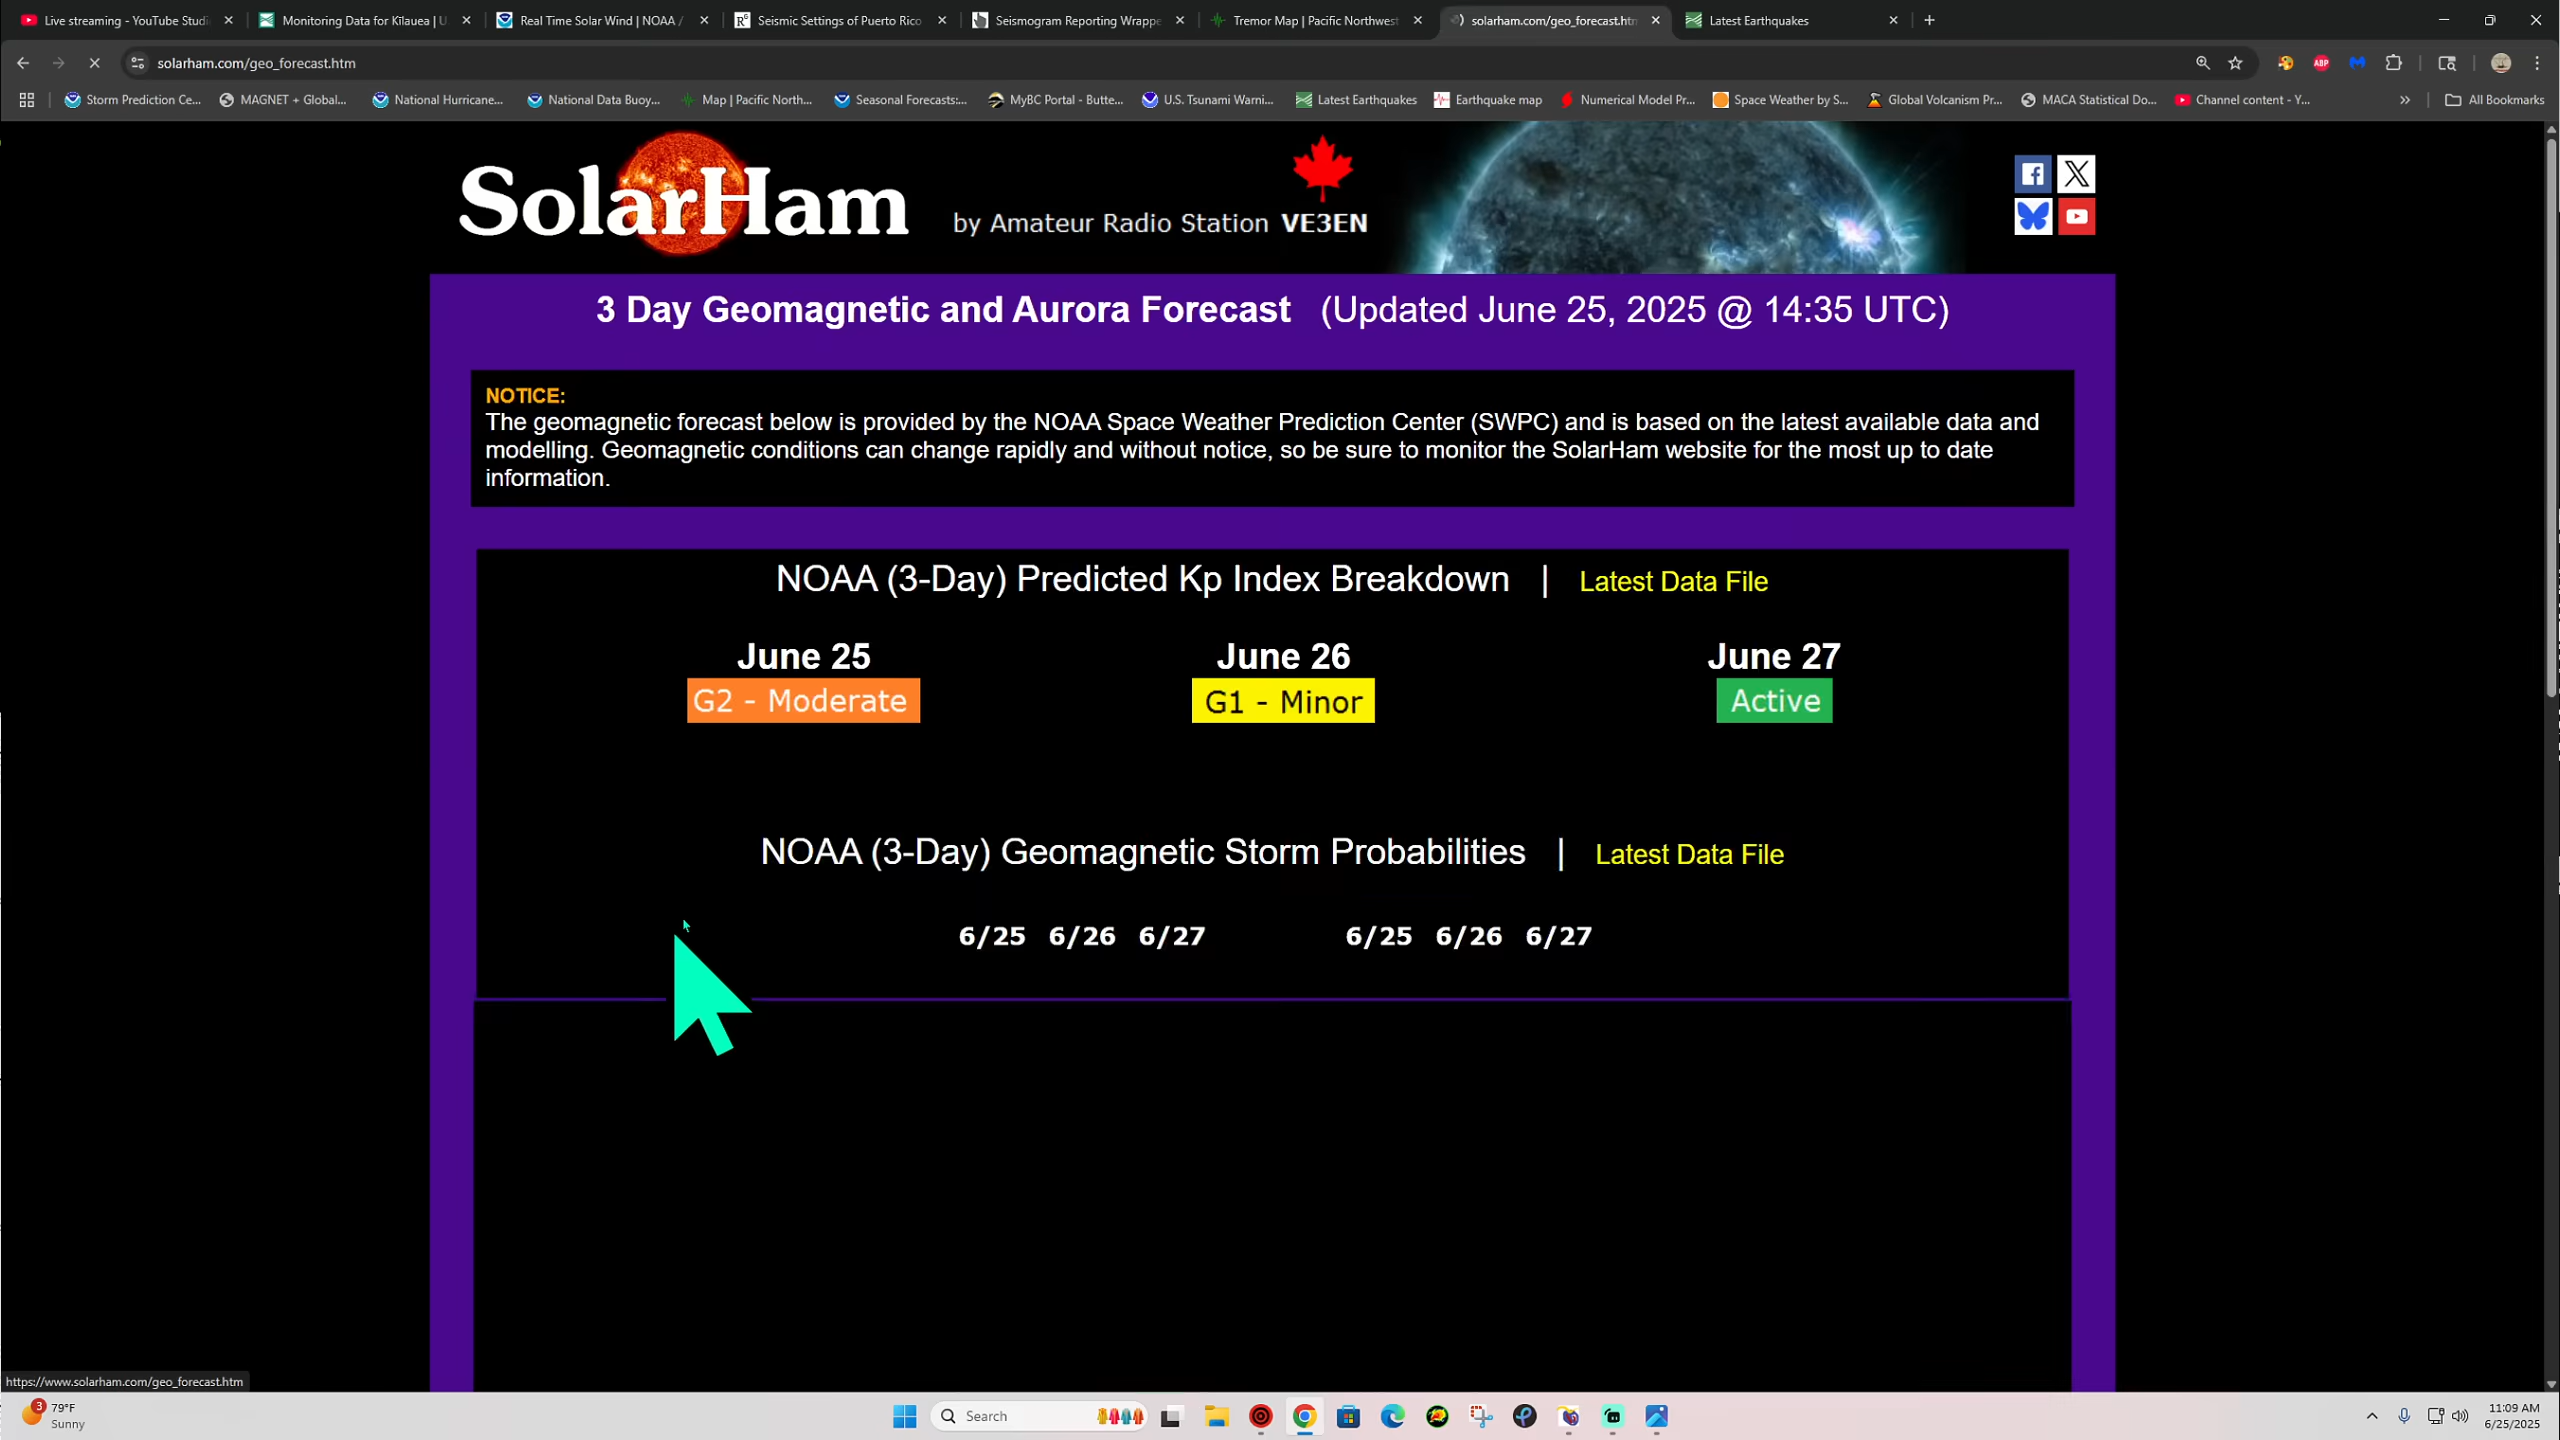 Live streaming - YouTube Studi
Monitoring Data for Kīlauea | U
Real Time Solar Wind | NOAA /
Seismic Settings of Puerto Rico
Seismogram Reporting Wrappe
Tremor Map | Pacific Northwest
solarham.com/geo_forecast.htm
Latest Earthquakes
solarham.com/geo_forecast.htm
ABP
Storm Prediction Ce...
MAGNET + Global...
National Hurricane...
National Data Buoy...
Map | Pacific North...
Seasonal Forecasts:...
MyBC Portal - Butte...
U.S. Tsunami Warni...
Latest Earthquakes
Earthquake map
Numerical Model Pr...
Space Weather by S...
Global Volcanism Pr...
MACA Statistical Do...
Channel content - Y...
All Bookmarks
SolarHam
by Amateur Radio Station VE3EN
3 Day Geomagnetic and Aurora Forecast (Updated June 25, 2025 @ 14:35 UTC)
NOTICE:
The geomagnetic forecast below is provided by the NOAA Space Weather Prediction Center (SWPC) and is based on the latest available data and
modelling. Geomagnetic conditions can change rapidly and without notice, so be sure to monitor the SolarHam website for the most up to date
information.
NOAA (3-Day) Predicted Kp Index Breakdown | Latest Data File
June 25 June 26 June 27
G2 - Moderate G1 - Minor Active
NOAA (3-Day) Geomagnetic Storm Probabilities | Latest Data File
6/25 6/26 6/27 6/25 6/26 6/27
https://www.solarham.com/geo_forecast.htm
3
79°F
Sunny
Search
11:09 AM
6/25/2025